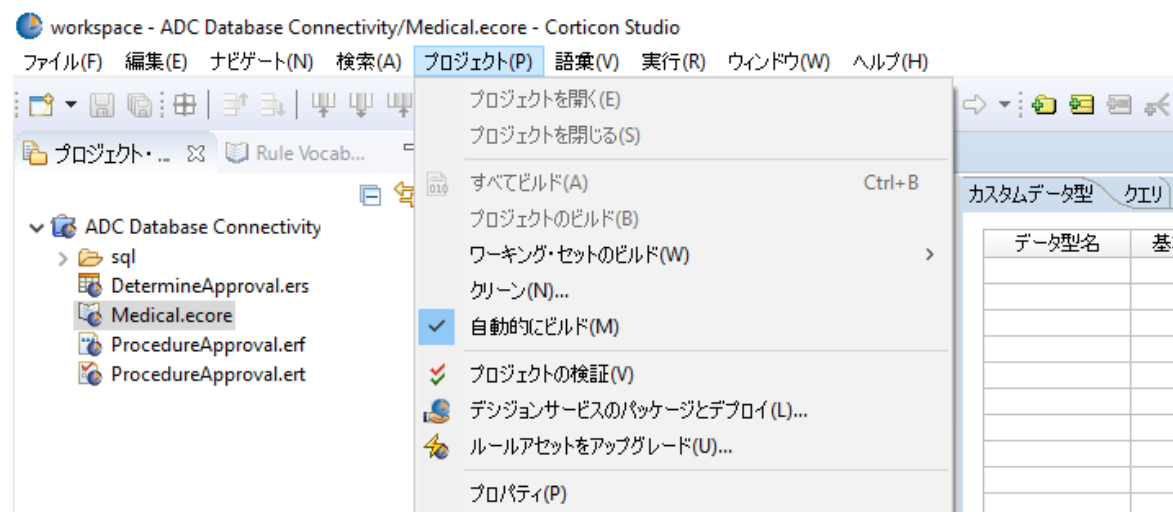 workspace - ADC Database Connectivity/Medical.ecore - Corticon Studio
ファイル(F) 編集(E) ナビゲート(N) 検索(A) プロジェクト(P) 語彙(V) 実行(R) ウィンドウ(W) ヘルプ(H)
プロジェクト・... Rule Vocab...
ADC Database Connectivity
sql
DetermineApproval.ers
Medical.ecore
ProcedureApproval.erf
ProcedureApproval.ert
プロジェクトを開く(E)
プロジェクトを閉じる(S)
すべてビルド(A) Ctrl+B
プロジェクトのビルド(B)
ワーキング・セットのビルド(W)
クリーン(N)...
自動的にビルド(M)
プロジェクトの検証(V)
デシジョンサービスのパッケージとデプロイ(L)...
ルールアセットをアップグレード(U)...
プロパティ(P)
カスタムデータ型 クエリ
データ型名 基